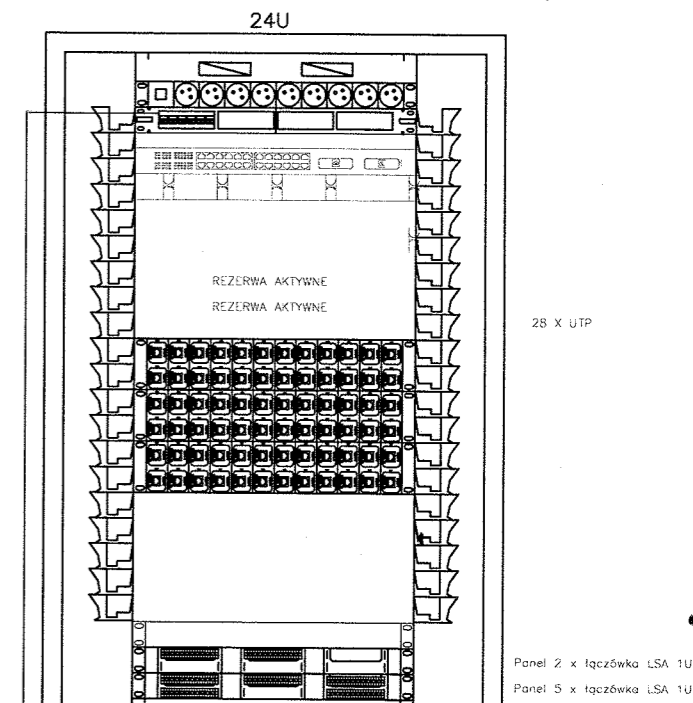 24U
REZERWA AKTYWNE
REZERWA AKTYWNE
28 X UTP
Panel 2 x łączówka LSA 1U
Panel 5 x łączówka LSA 1U